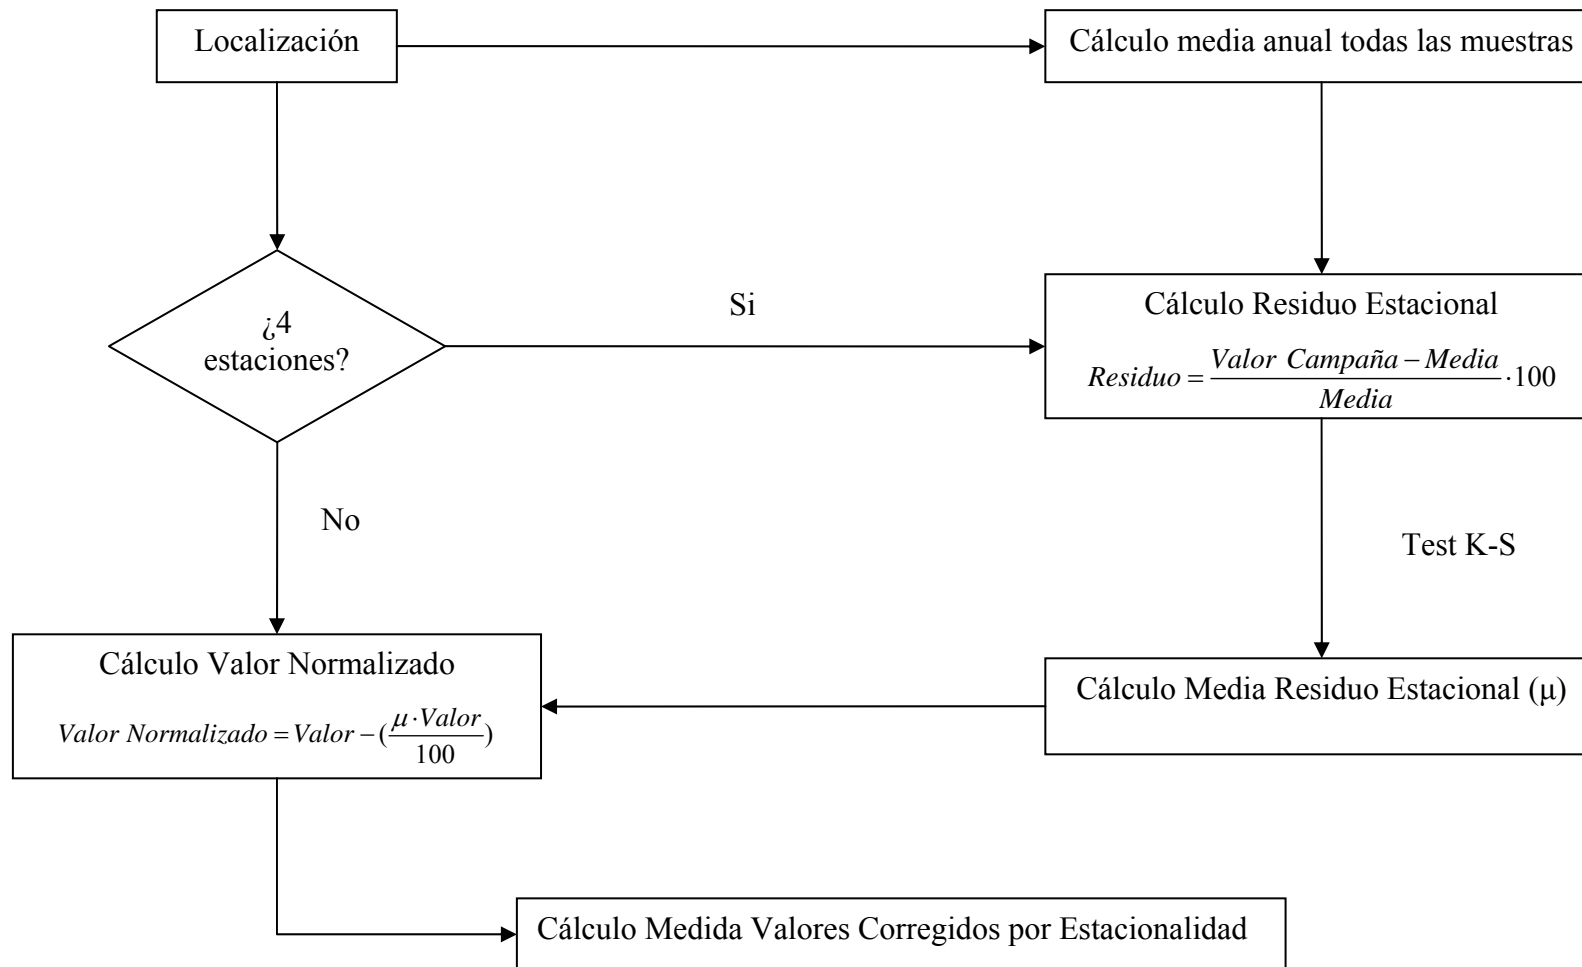 Localización
Cálculo media anual todas las muestras
¿4
estaciones?
Si
Cálculo Residuo Estacional
Residuo = \frac{Valor Campaña − Media}{Media} · 100
No
Test K-S
Cálculo Valor Normalizado
Valor Normalizado = Valor − (\frac{μ · Valor}{100})
Cálculo Media Residuo Estacional (μ)
Cálculo Medida Valores Corregidos por Estacionalidad